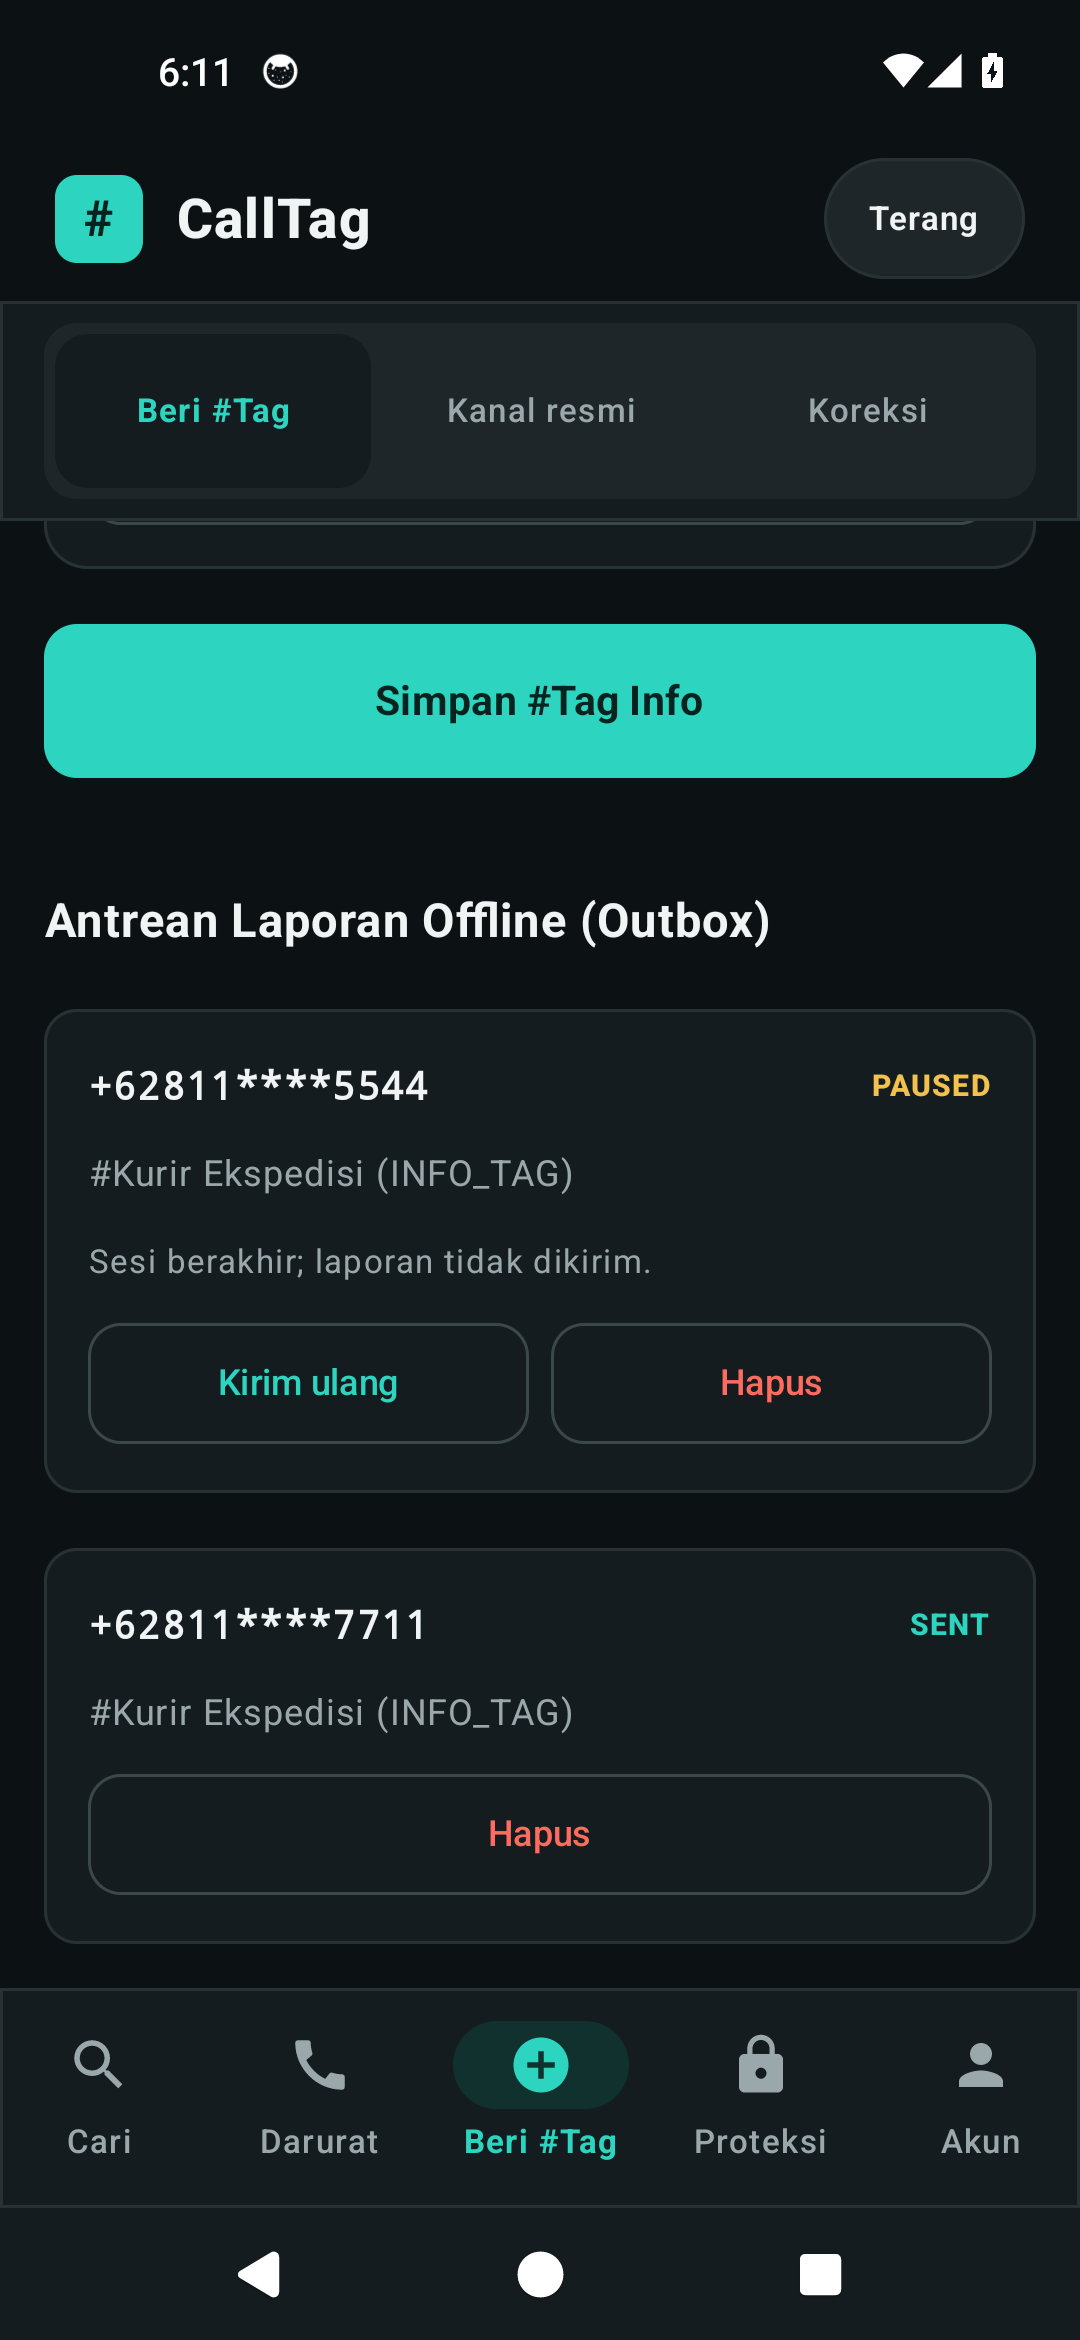 6:11
# CallTag
Terang
Beri #Tag
Kanal resmi
Koreksi
Simpan #Tag Info
Antrean Laporan Offline (Outbox)
+62811****5544
PAUSED
#Kurir Ekspedisi (INFO_TAG)
Sesi berakhir; laporan tidak dikirim.
Kirim ulang
Hapus
+62811****7711
SENT
#Kurir Ekspedisi (INFO_TAG)
Hapus
Cari
Darurat
Beri #Tag
Proteksi
Akun